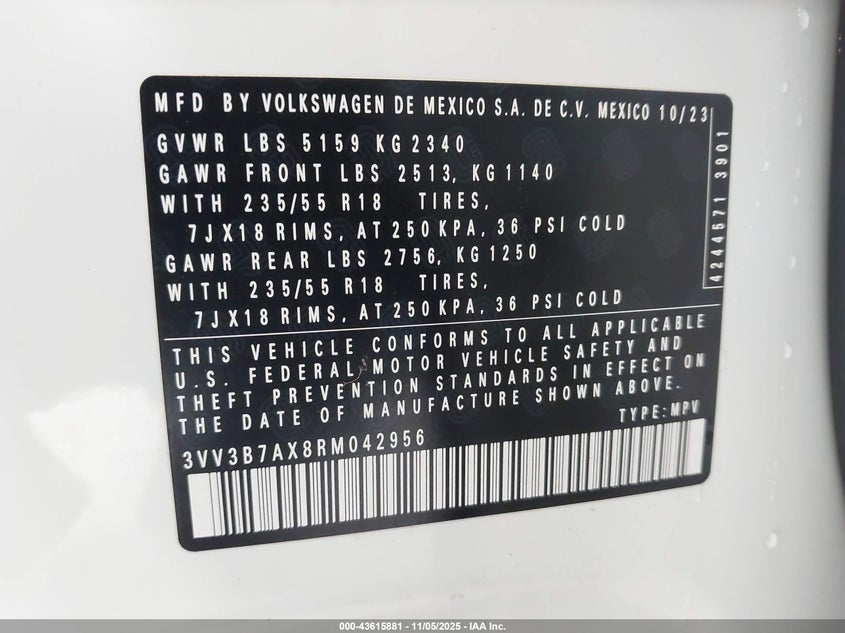 MFD BY VOLKSWAGEN DE MEXICO S.A. DE C.V. MEXICO 10/23
GVWR LBS 5159 KG 2340
GAWR FRONT LBS 2513, KG 1140
WITH 235/55 R18 TIRES,
7JX18 RIMS, AT 250 KPA, 36 PSI COLD
GAWR REAR LBS 2756, KG 1250
WITH 235/55 R18 TIRES,
7JX18 RIMS, AT 250 KPA, 36 PSI COLD
4244571 3901
THIS VEHICLE CONFORMS TO ALL APPLICABLE
U.S. FEDERAL MOTOR VEHICLE SAFETY AND
THEFT PREVENTION STANDARDS IN EFFECT ON
THE DATE OF MANUFACTURE SHOWN ABOVE.
TYPE: MPV
3VV3B7AX8RM042956
000-43615881 - 11/05/2025 - IAA Inc.